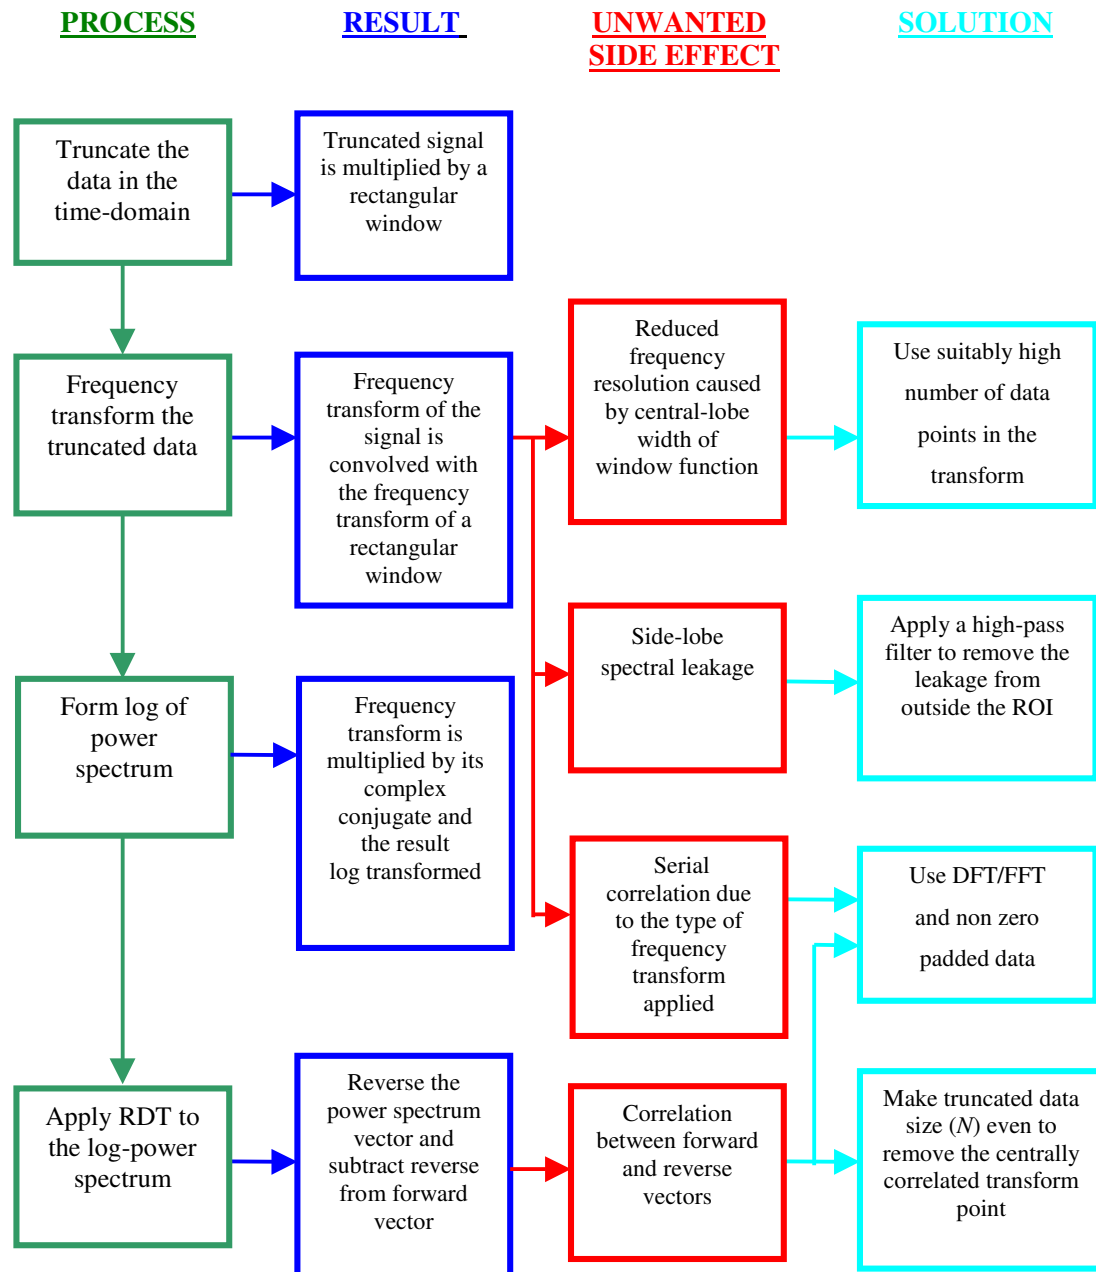 PROCESS
RESULT
UNWANTED
SIDE EFFECT
SOLUTION
Truncate the
data in the
time-domain
Truncated signal
is multiplied by a
rectangular
window
Frequency
transform the
truncated data
Frequency
transform of the
signal is
convolved with
the frequency
transform of a
rectangular
window
Reduced
frequency
resolution caused
by central-lobe
width of
window function
Use suitably high
number of data
points in the
transform
Side-lobe
spectral leakage
Apply a high-pass
filter to remove the
leakage from
outside the ROI
Form log of
power
spectrum
Frequency
transform is
multiplied by its
complex
conjugate and
the result
log transformed
Serial
correlation due
to the type of
frequency
transform
applied
Use DFT/FFT
and non zero
padded data
Apply RDT to
the log-power
spectrum
Reverse the
power spectrum
vector and
subtract reverse
from forward
vector
Correlation
between forward
and reverse
vectors
Make truncated data
size (N) even to
remove the centrally
correlated transform
point